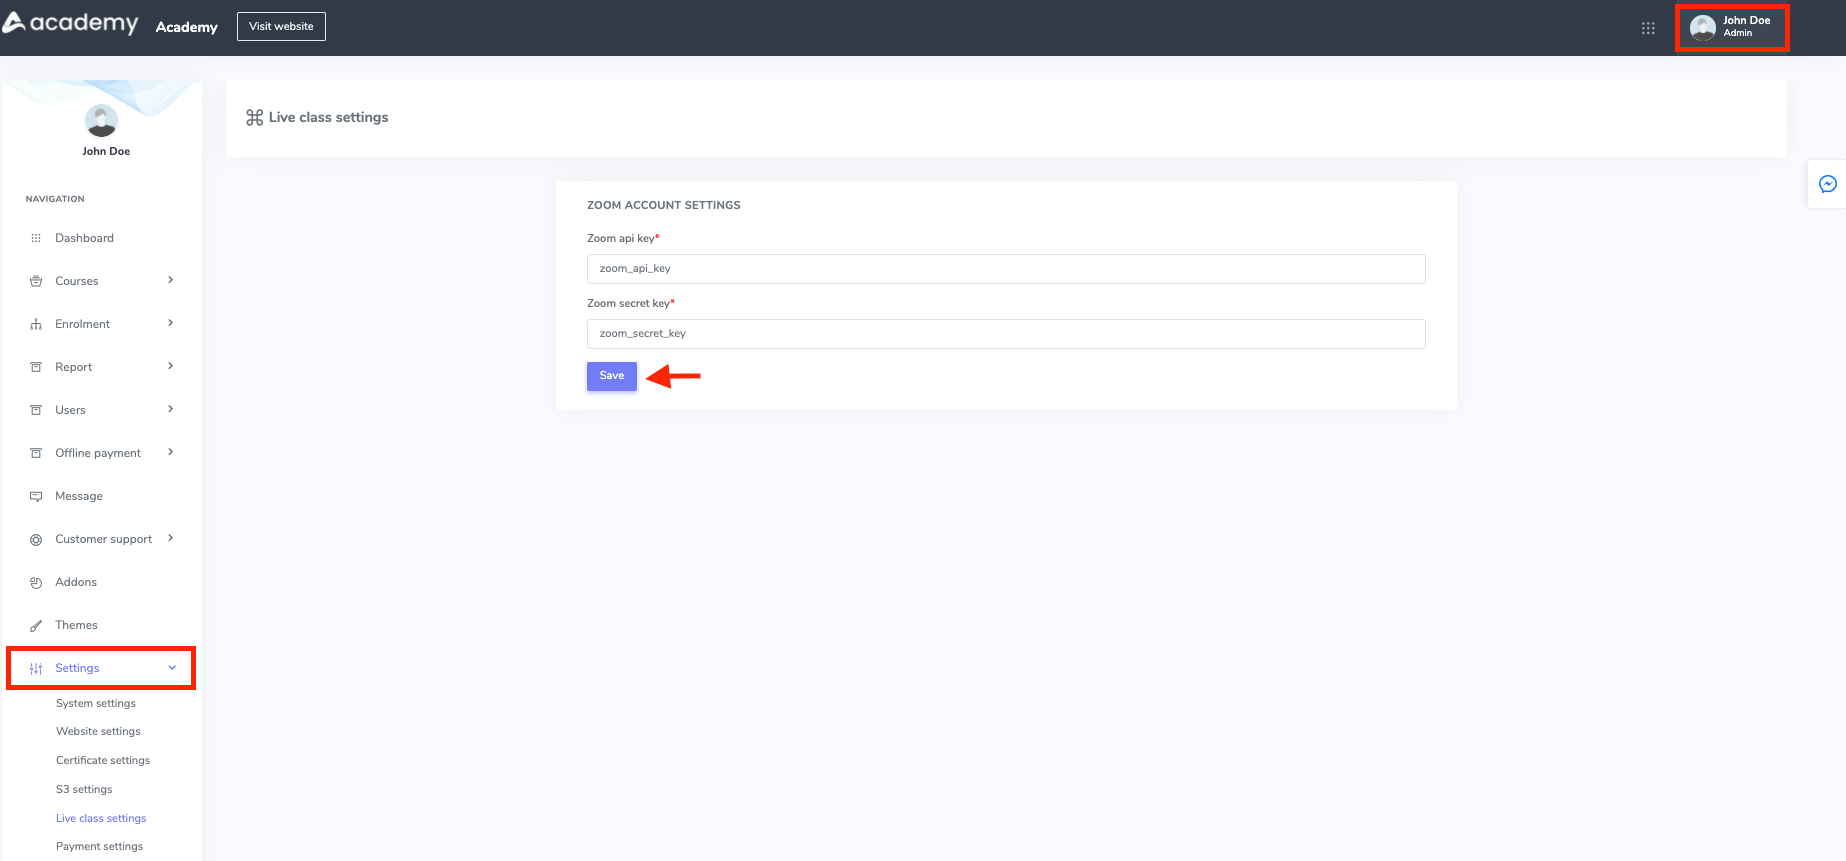 academy
Academy
Visit website
John Doe
Admin
John Doe
NAVIGATION
Dashboard
Courses
Enrolment
Report
Users
Offline payment
Message
Customer support
Addons
Themes
Settings
System settings
Website settings
Certificate settings
S3 settings
Live class settings
Payment settings
Live class settings
ZOOM ACCOUNT SETTINGS
Zoom api key*
zoom_api_key
Zoom secret key*
zoom_secret_key
Save